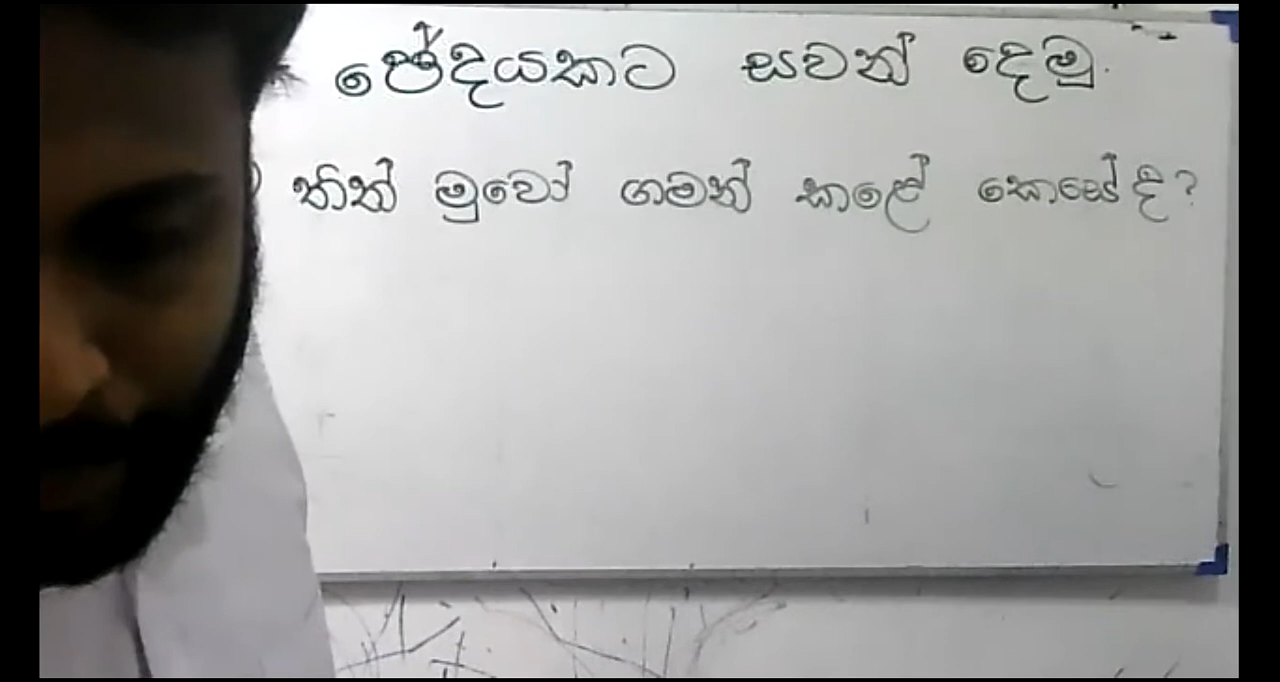 ඡේදයකට සවන් දෙමු.
) තිත් මුවෝ ගමන් කළේ කෙසේ ද?